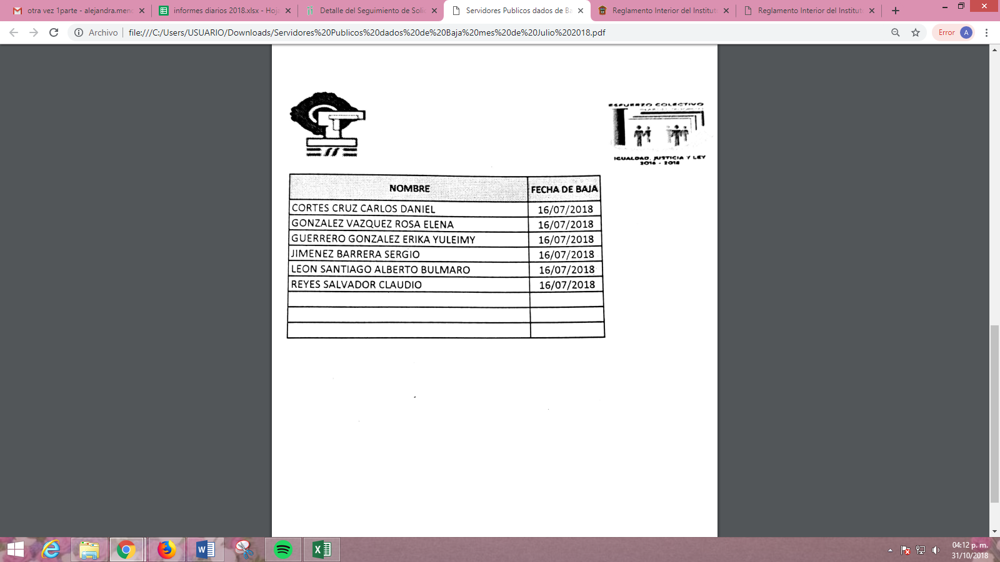 otra vez 1parte - alejandra.menc
informes diarios 2018.xlsx - Hoja
Detalle del Seguimiento de Solic
Servidores Publicos dados de Ba
Reglamento Interior del Institut
Reglamento Interior del Institut
Archivo
file:///C:/Users/USUARIO/Downloads/Servidores%20Publicos%20dados%20de%20Baja%20mes%20de%20Julio%202018.pdf
Error
A
ESFUERZO COLECTIVO
IGUALDAD, JUSTICIA Y LEY
2016 - 2018
NOMBRE FECHA DE BAJA
CORTES CRUZ CARLOS DANIEL 16/07/2018
GONZALEZ VAZQUEZ ROSA ELENA 16/07/2018
GUERRERO GONZALEZ ERIKA YULEIMY 16/07/2018
JIMENEZ BARRERA SERGIO 16/07/2018
LEON SANTIAGO ALBERTO BULMARO 16/07/2018
REYES SALVADOR CLAUDIO 16/07/2018
04:12 p. m.
31/10/2018